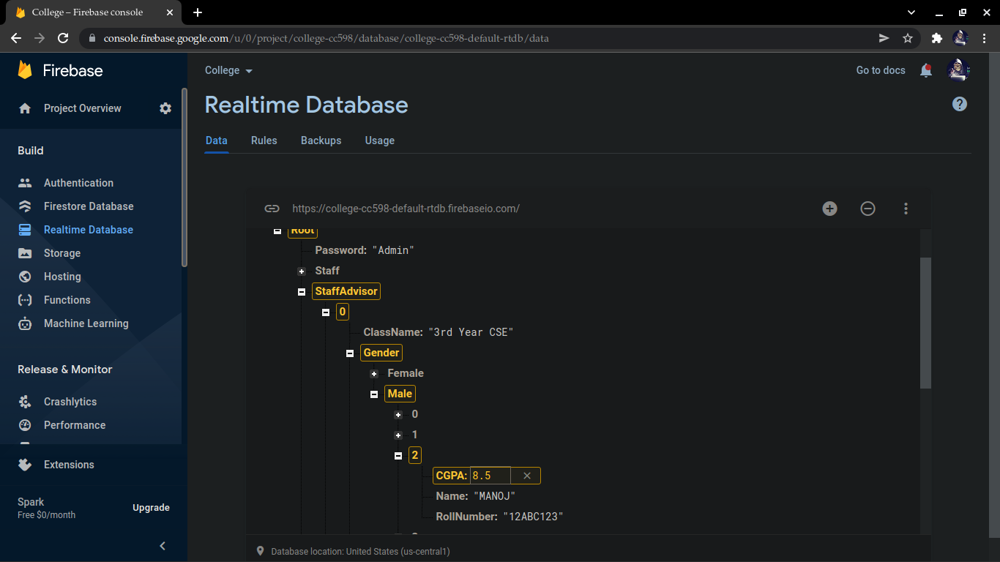 College – Firebase console
console.firebase.google.com/u/0/project/college-cc598/database/college-cc598-default-rtdb/data
Firebase
College
Go to docs
Project Overview
Realtime Database
Data Rules Backups Usage
Build
Authentication
Firestore Database
Realtime Database
Storage
Hosting
Functions
Machine Learning
Release & Monitor
Crashlytics
Performance
Extensions
Spark
Free $0/month
Upgrade
https://college-cc598-default-rtdb.firebaseio.com/
Root
Password: "Admin"
Staff
StaffAdvisor
0
ClassName: "3rd Year CSE"
Gender
Female
Male
0
1
2
CGPA: 8.5
Name: "MANOJ"
RollNumber: "12ABC123"
Database location: United States (us-central1)